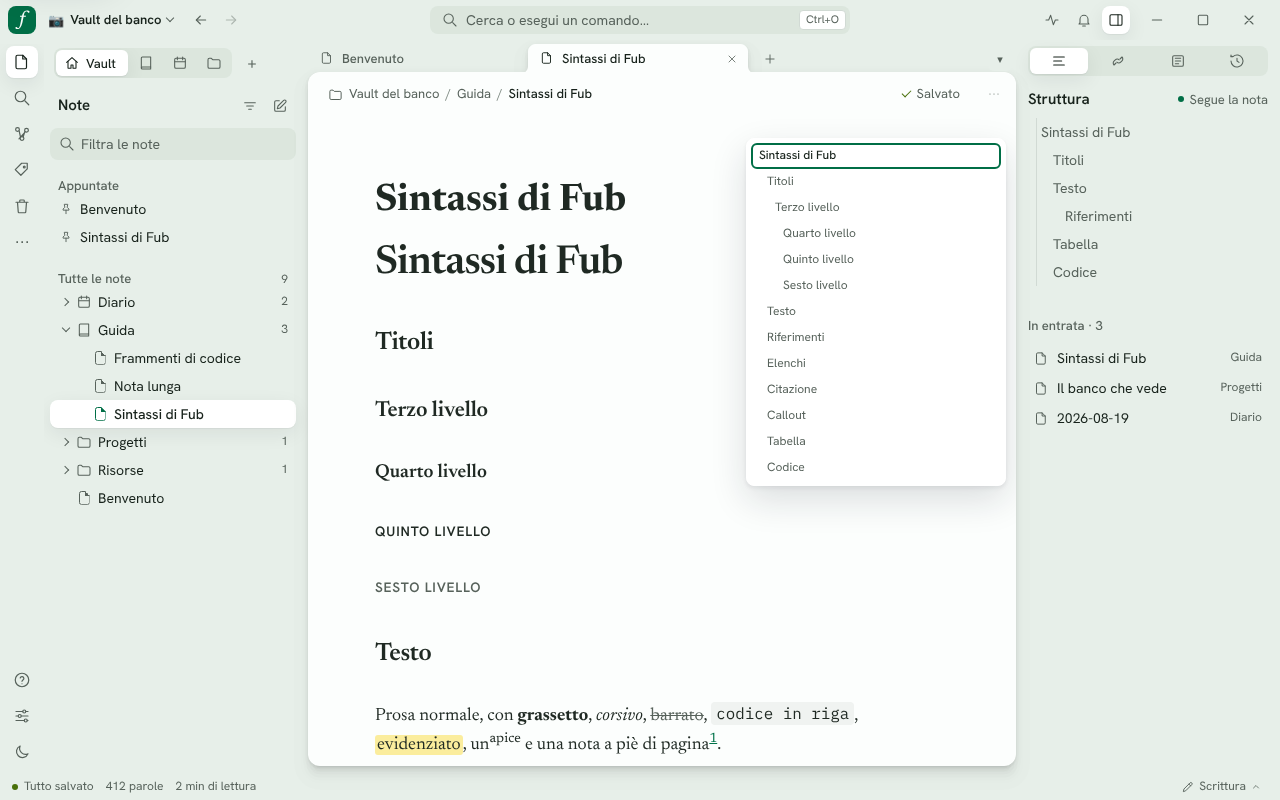 Vault del banco
Cerca o esegui un comando...
Ctrl+O
Vault
Note
Filtra le note
Appuntate
Benvenuto
Sintassi di Fub
Tutte le note 9
Diario 2
Guida 3
Frammenti di codice
Nota lunga
Sintassi di Fub
Progetti 1
Risorse 1
Benvenuto
Benvenuto
Sintassi di Fub
Vault del banco / Guida / Sintassi di Fub
Salvato
Sintassi di Fub
Sintassi di Fub
Titoli
Terzo livello
Quarto livello
QUINTO LIVELLO
SESTO LIVELLO
Testo
Prosa normale, con grassetto, corsivo, barrato, codice in riga,
evidenziato, unapice e una nota a piè di pagina1.
Sintassi di Fub
Titoli
Terzo livello
Quarto livello
Quinto livello
Sesto livello
Testo
Riferimenti
Elenchi
Citazione
Callout
Tabella
Codice
Struttura
Segue la nota
Sintassi di Fub
Titoli
Testo
Riferimenti
Tabella
Codice
In entrata · 3
Sintassi di Fub Guida
Il banco che vede Progetti
2026-08-19 Diario
Tutto salvato 412 parole 2 min di lettura
Scrittura